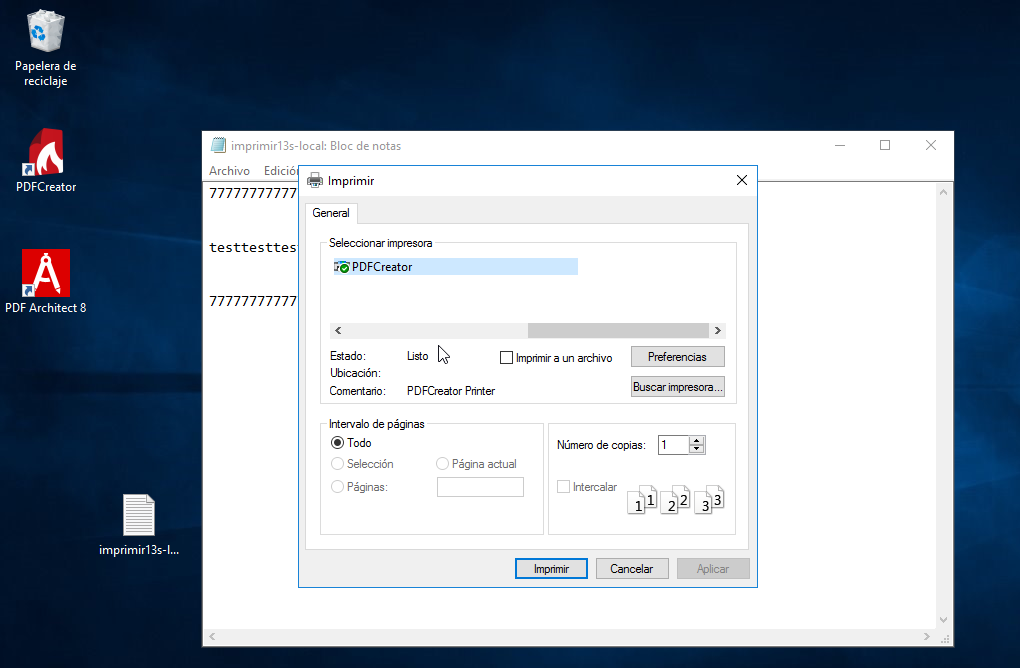 Papelera de
reciclaje
PDFCreator
PDF Architect 8
imprimir13s-l...
imprimir13s-local: Bloc de notas
Archivo
77777777777
testtesttes
77777777777
Imprimir
General
Seleccionar impresora
PDFCreator
Estado: Listo
Imprimir a un archivo
Preferencias
Ubicación:
Comentario: PDFCreator Printer
Buscar impresora...
Intervalo de páginas
Todo
Selección
Página actual
Páginas:
Número de copias: 1
Intercalar
1 1 2 2 3 3
Imprimir
Cancelar
Aplicar